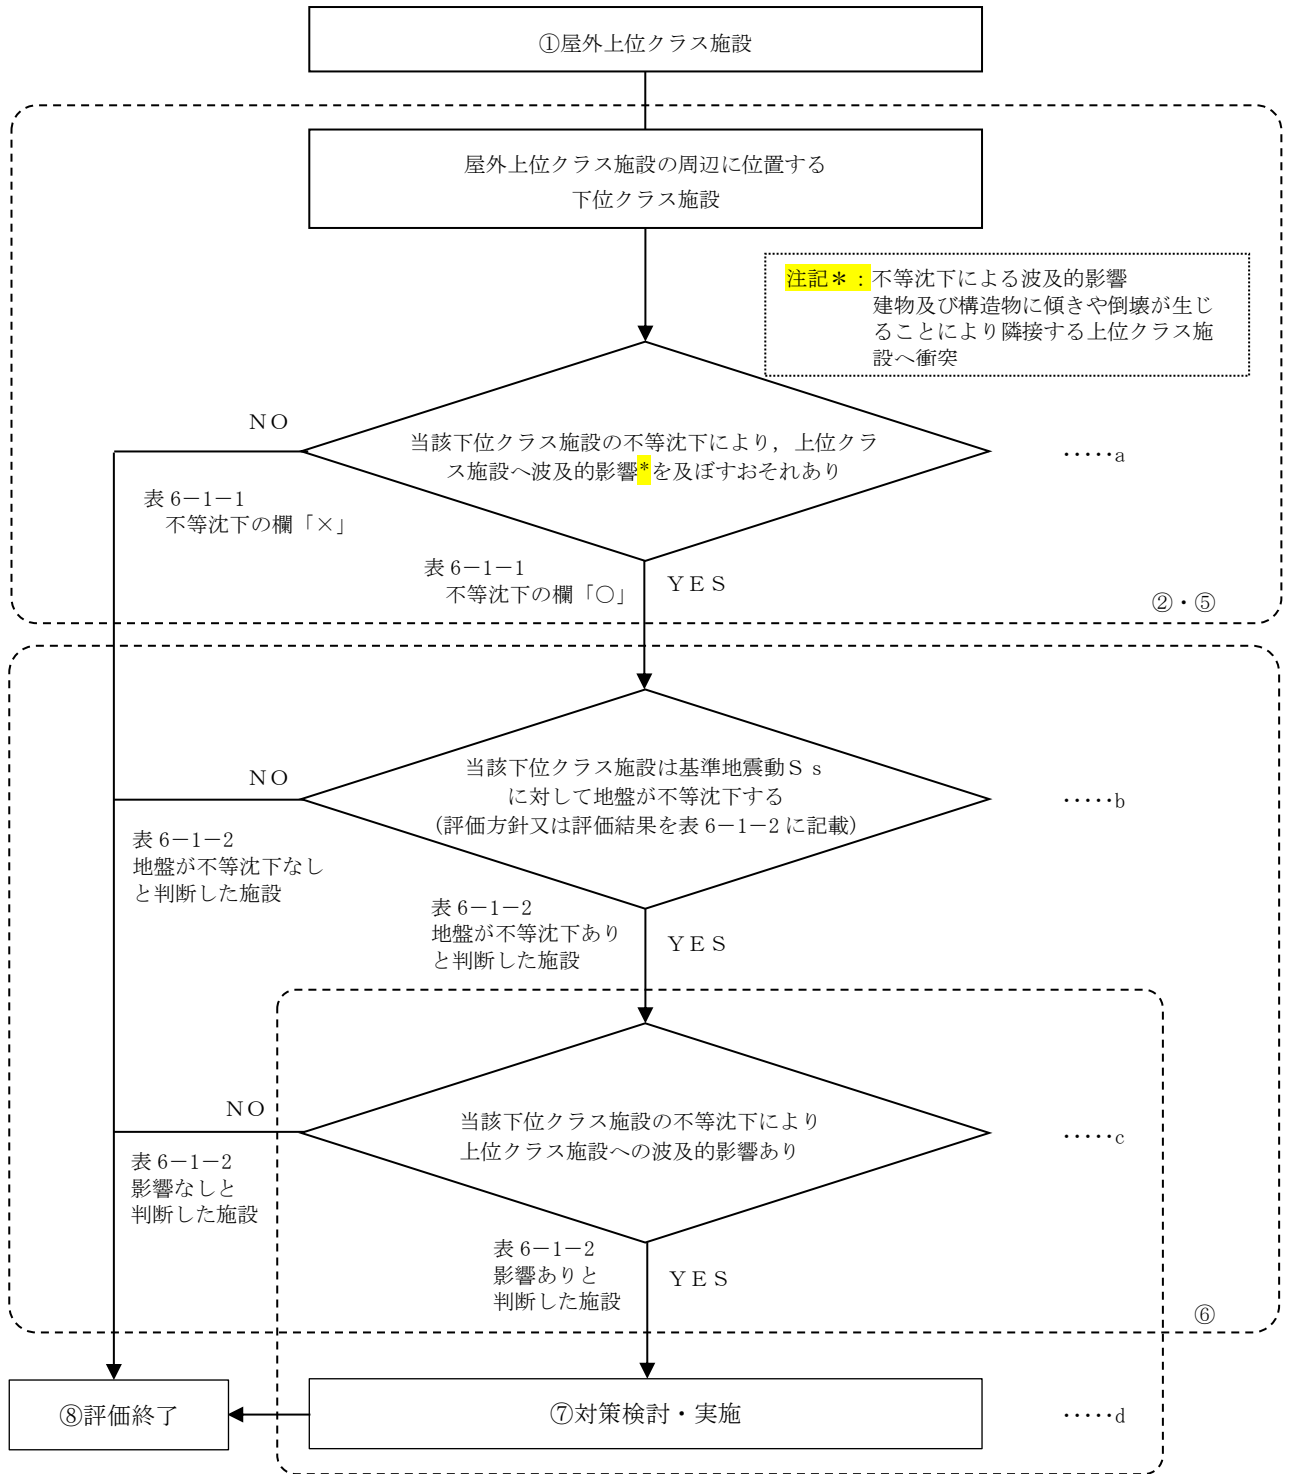 ①屋外上位クラス施設
屋外上位クラス施設の周辺に位置する
下位クラス施設
注記＊：不等沈下による波及的影響
建物及び構造物に傾きや倒壊が生じ
ることにより隣接する上位クラス施
設へ衝突
ＮＯ
当該下位クラス施設の不等沈下により，上位クラ
ス施設へ波及的影響*を及ぼすおそれあり
・・・・・a
表 6－1－1
不等沈下の欄「×」
表 6－1－1
不等沈下の欄「○」
ＹＥＳ
②・⑤
ＮＯ
当該下位クラス施設は基準地震動Ｓｓ
に対して地盤が不等沈下する
（評価方針又は評価結果を表 6－1－2 に記載）
・・・・・b
表 6－1－2
地盤が不等沈下なし
と判断した施設
表 6－1－2
地盤が不等沈下あり
と判断した施設
ＹＥＳ
ＮＯ
当該下位クラス施設の不等沈下により
上位クラス施設への波及的影響あり
・・・・・c
表 6－1－2
影響なしと
判断した施設
表 6－1－2
影響ありと
判断した施設
ＹＥＳ
⑥
⑧評価終了
⑦対策検討・実施
・・・・・d